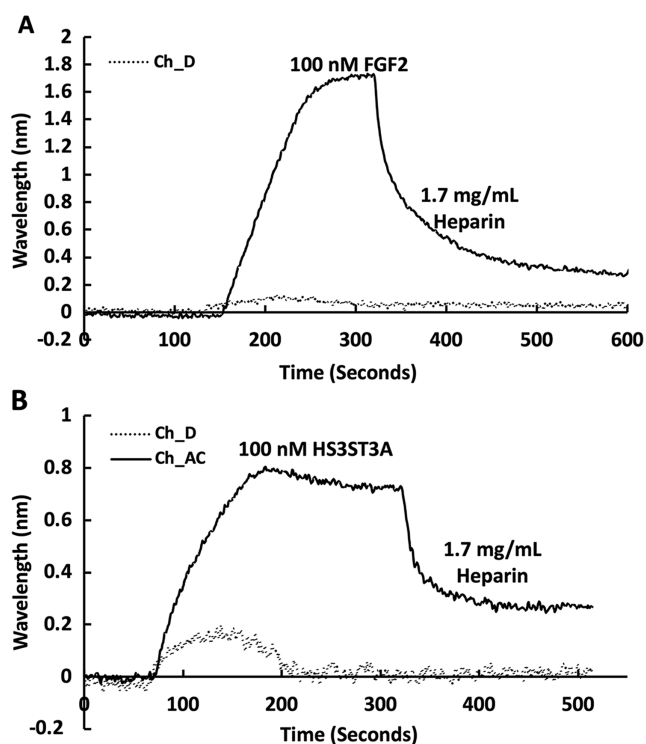 A
2
1.8
1.6
1.4
1.2
1
0.8
0.6
0.4
0.2
0
-0.2
Wavelength (nm)
Ch_D
100 nM FGF2
1.7 mg/mL
Heparin
0 100 200 300 400 500 600
Time (Seconds)
B
1
0.8
0.6
0.4
0.2
0
-0.2
Wavelength (nm)
Ch_D
Ch_AC
100 nM HS3ST3A
1.7 mg/mL
Heparin
0 100 200 300 400 500
Time (Seconds)